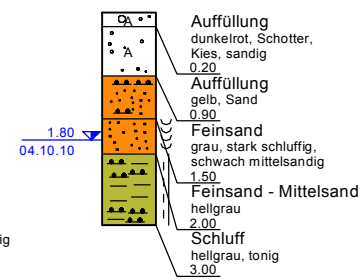 A
Auffüllung
dunkelrot, Schotter,
Kies, sandig
A
0.20
Auffüllung
gelb, Sand
0.90
1.80
04.10.10
Feinsand
grau, stark schluffig,
schwach mittelsandig
1.50
Feinsand - Mittelsand
hellgrau
2.00
Schluff
hellgrau, tonig
3.00
ig